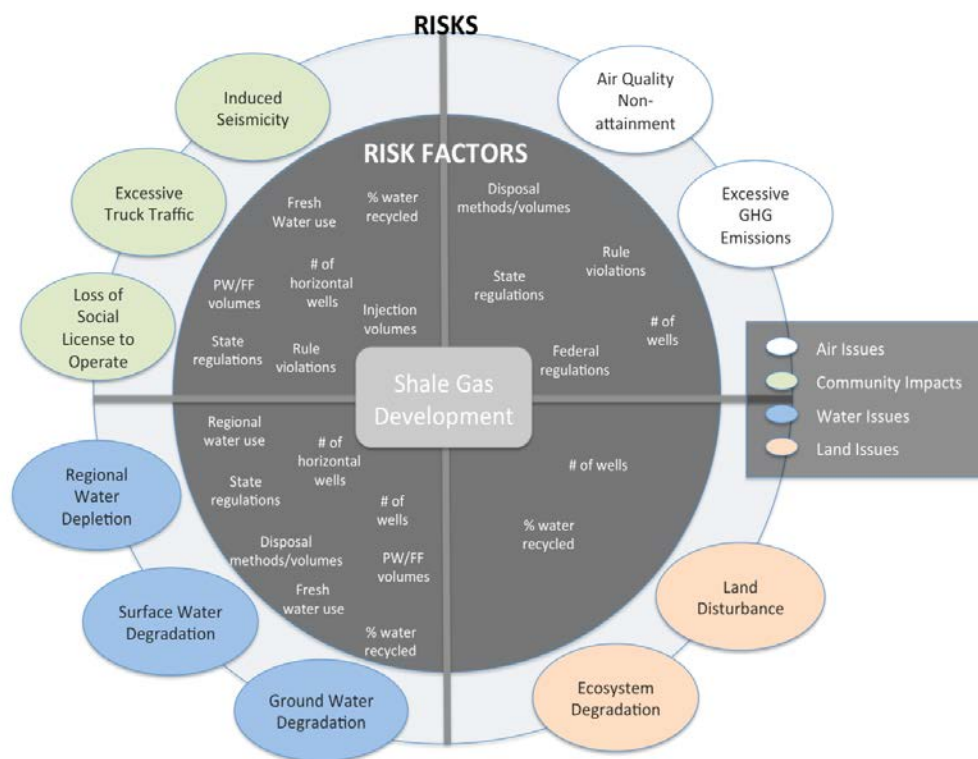 RISKS
Induced
Seismicity
Excessive
Truck Traffic
Loss of
Social
License to
Operate
Air Quality
Non-
attainment
Excessive
GHG
Emissions
RISK FACTORS
Fresh
Water use
% water
recycled
PW/FF
volumes
# of
horizontal
wells
Injection
volumes
State
regulations
Rule
violations
Disposal
methods/volumes
Rule
violations
State
regulations
# of
wells
Federal
regulations
Shale Gas
Development
Air Issues
Community Impacts
Water Issues
Land Issues
Regional
water use
# of
horizontal
wells
State
regulations
# of
wells
Disposal
methods/volumes
PW/FF
volumes
Fresh
water use
% water
recycled
# of wells
% water
recycled
Regional
Water
Depletion
Surface Water
Degradation
Ground Water
Degradation
Land
Disturbance
Ecosystem
Degradation